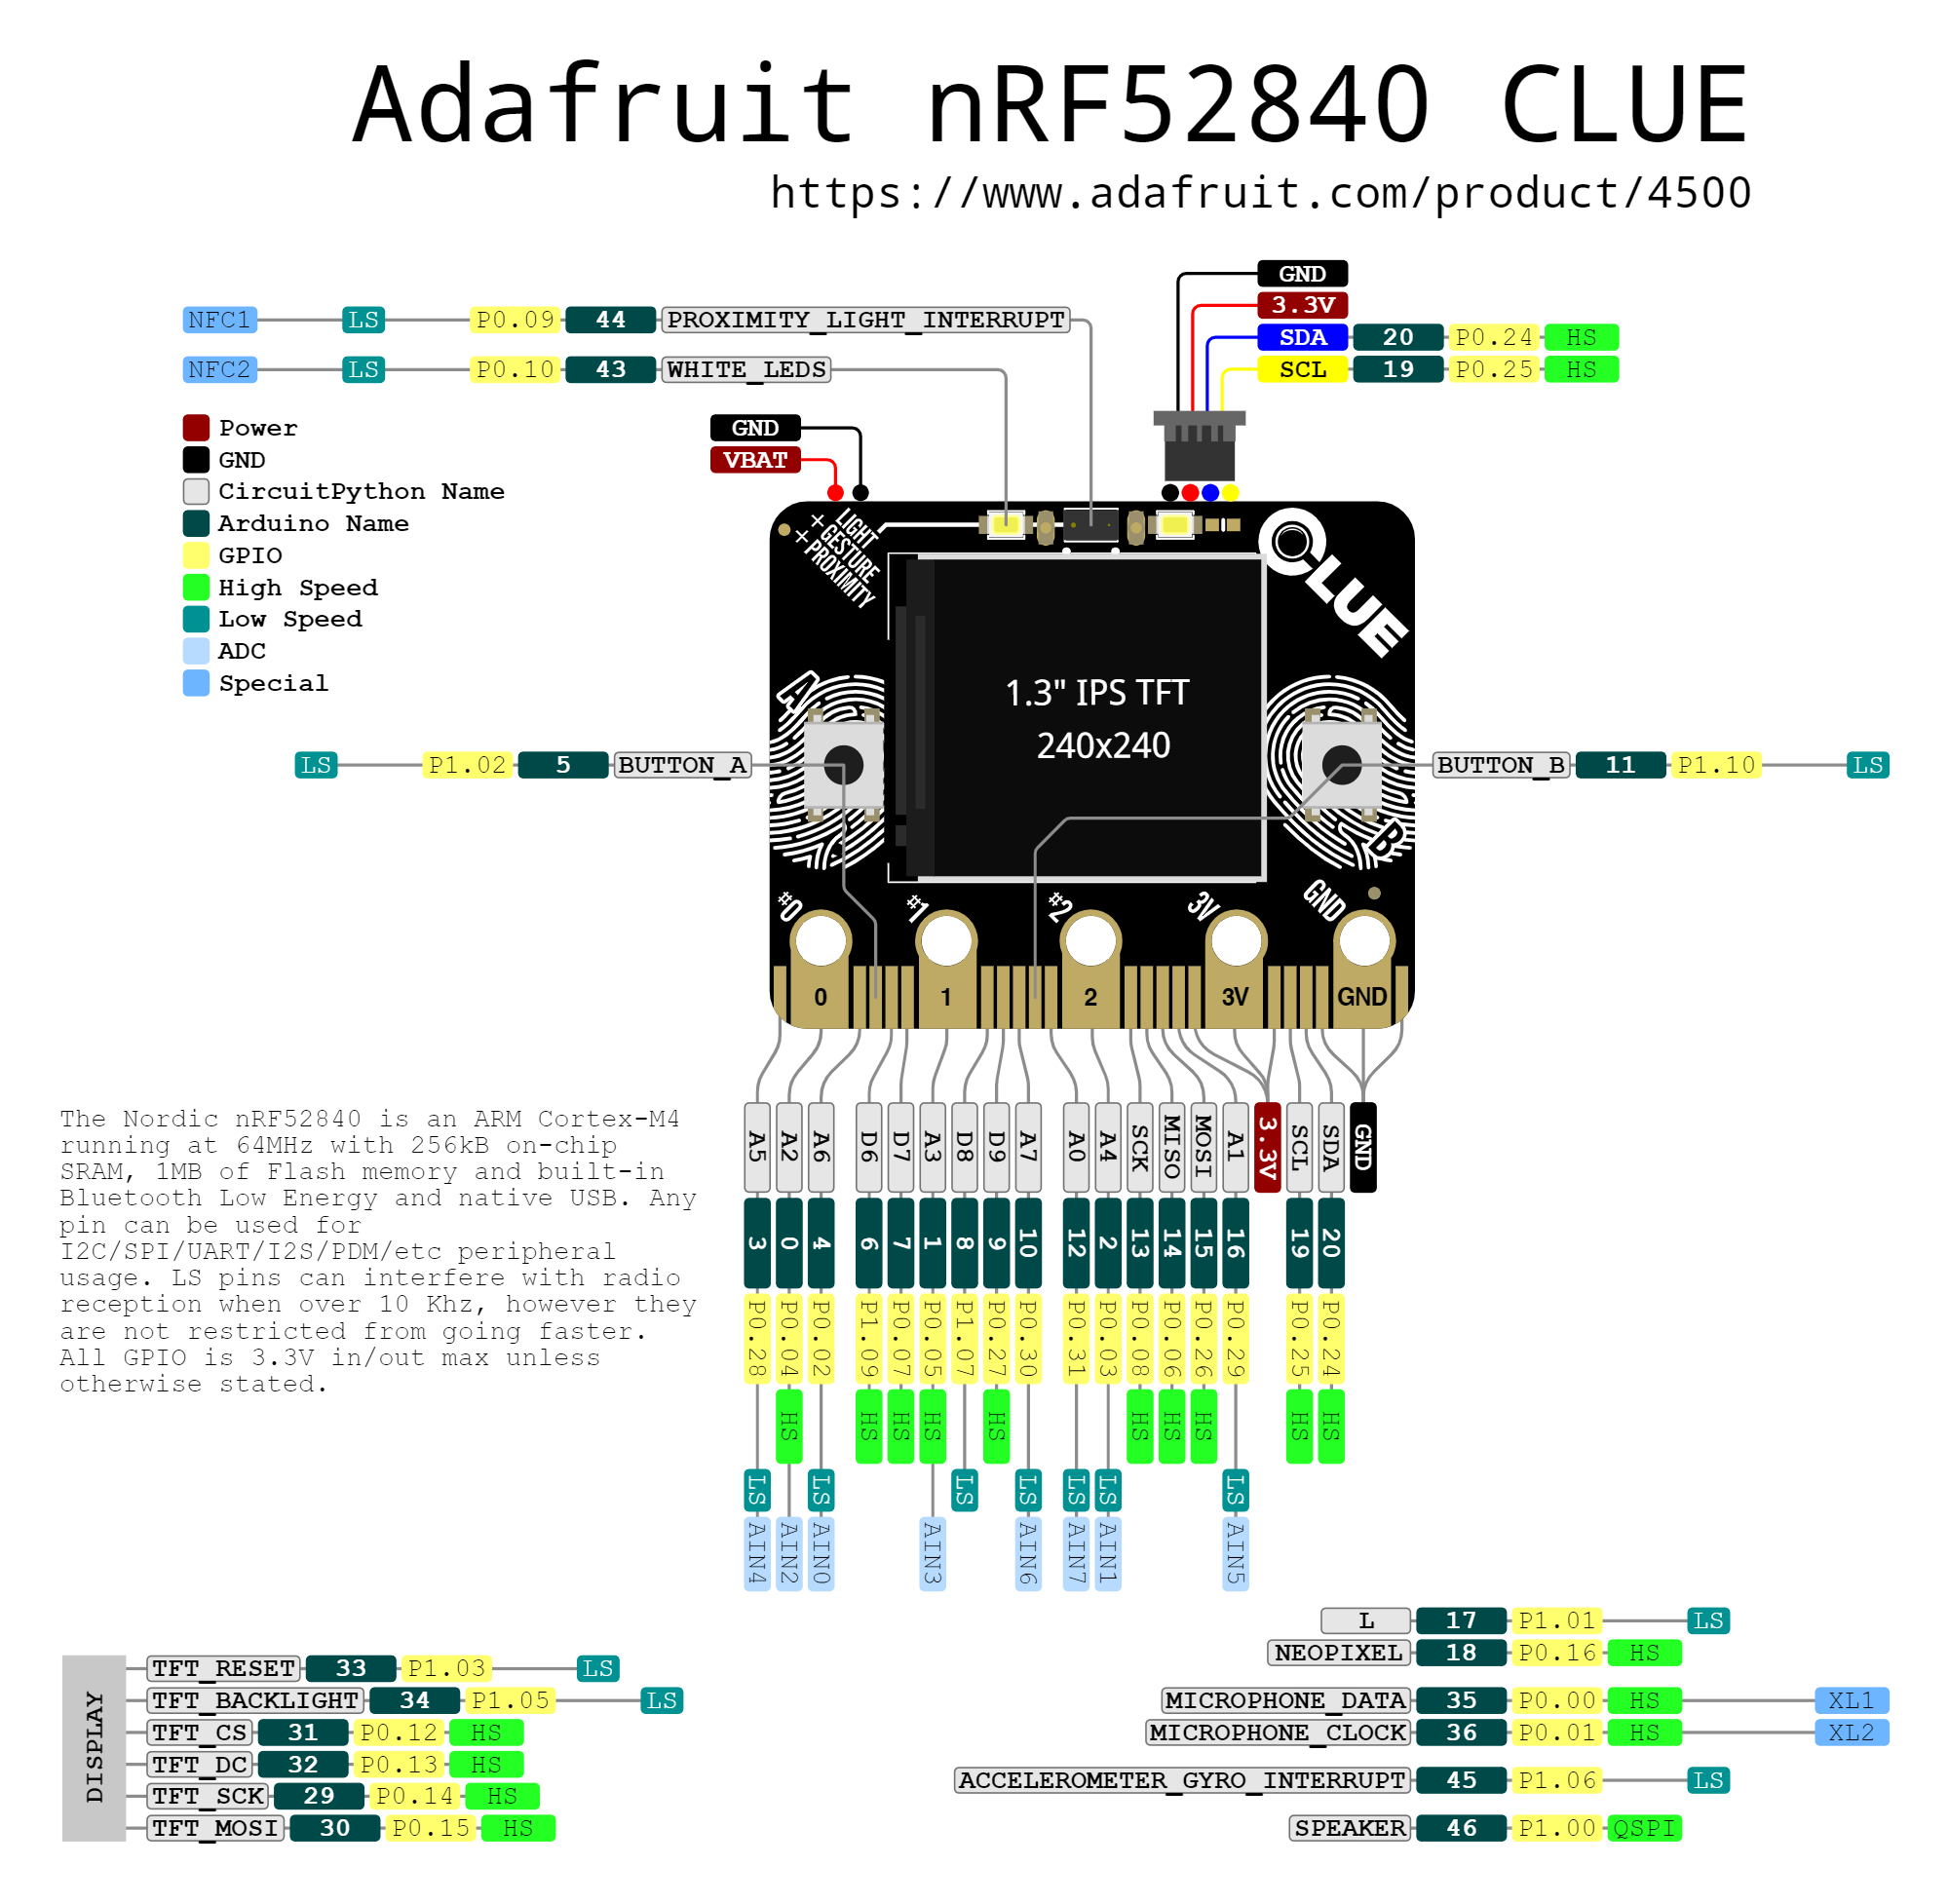 Adafruit nRF52840 CLUE
https://www.adafruit.com/product/4500
GND
3.3V
SDA 20 P0.24 HS
SCL 19 P0.25 HS
NFC1 LS P0.09 44 PROXIMITY_LIGHT_INTERRUPT
NFC2 LS P0.10 43 WHITE_LEDS
GND
VBAT
Power
GND
CircuitPython Name
Arduino Name
GPIO
High Speed
Low Speed
ADC
Special
LIGHT
+GESTURE
+PROXIMITY
CLUE
1.3" IPS TFT
240x240
A
LS P1.02 5 BUTTON_A
BUTTON_B 11 P1.10 LS
B
#0 #1 #2 3V GND
0 1 2 3V GND
The Nordic nRF52840 is an ARM Cortex-M4
running at 64MHz with 256kB on-chip
SRAM, 1MB of Flash memory and built-in
Bluetooth Low Energy and native USB. Any
pin can be used for
I2C/SPI/UART/I2S/PDM/etc peripheral
usage. LS pins can interfere with radio
reception when over 10 Khz, however they
are not restricted from going faster.
All GPIO is 3.3V in/out max unless
otherwise stated.
A5 3 P0.28 LS AIN4
A2 0 P0.04 HS AIN2
A6 4 P0.02 LS AIN0
D6 6 P1.09 HS
D7 7 P0.07 HS
A3 1 P0.05 HS AIN3
D8 8 P1.07 LS
D9 9 P0.27 HS
A7 10 P0.30 LS AIN6
A0 12 P0.31 LS AIN7
A4 2 P0.03 LS AIN1
SCK 13 P0.08 HS
MISO 14 P0.06 HS
MOSI 15 P0.26 HS
A1 16 P0.29 LS AIN5
3.3V
SCL 19 P0.25 HS
SDA 20 P0.24 HS
GND
DISPLAY
TFT_RESET 33 P1.03 LS
TFT_BACKLIGHT 34 P1.05 LS
TFT_CS 31 P0.12 HS
TFT_DC 32 P0.13 HS
TFT_SCK 29 P0.14 HS
TFT_MOSI 30 P0.15 HS
L 17 P1.01 LS
NEOPIXEL 18 P0.16 HS
MICROPHONE_DATA 35 P0.00 HS XL1
MICROPHONE_CLOCK 36 P0.01 HS XL2
ACCELEROMETER_GYRO_INTERRUPT 45 P1.06 LS
SPEAKER 46 P1.00 QSPI